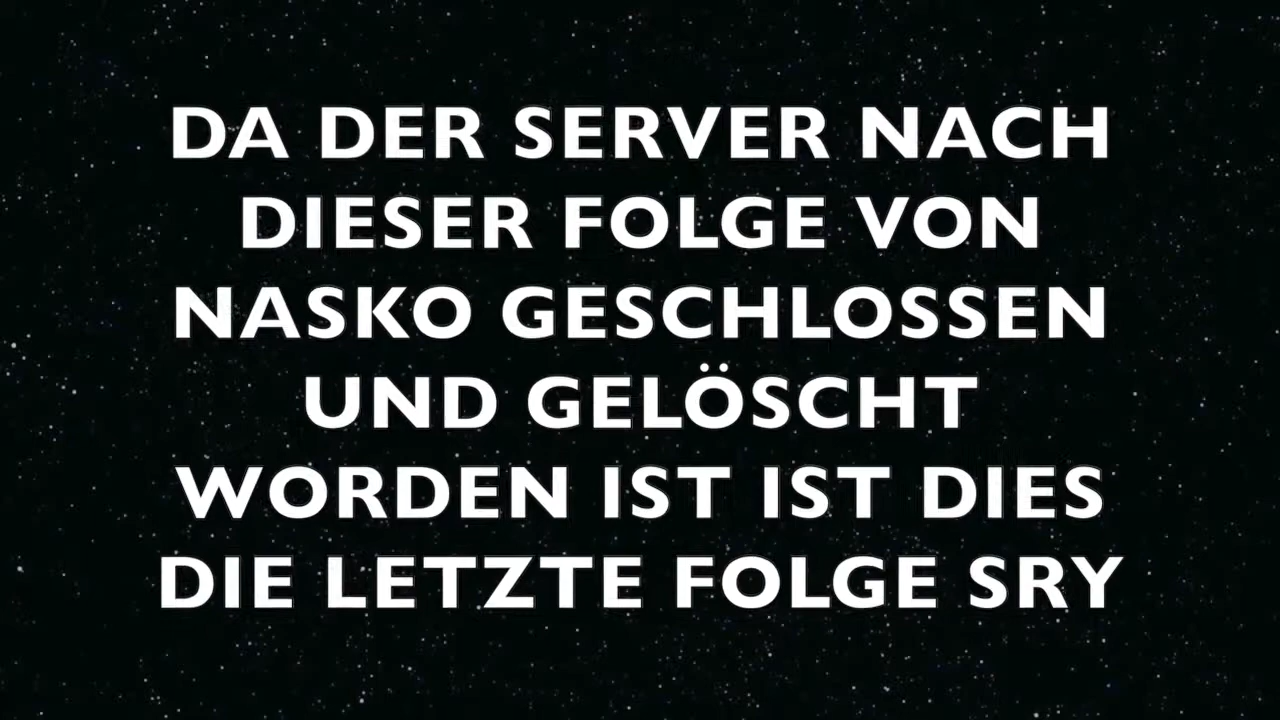 DA DER SERVER NACH
DIESER FOLGE VON
NASKO GESCHLOSSEN
UND GELÖSCHT
WORDEN IST IST DIES
DIE LETZTE FOLGE SRY